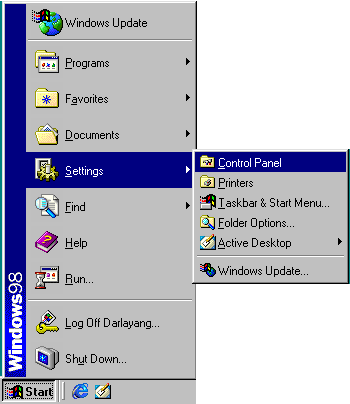 Windows Update
Programs
Favorites
Documents
Settings
Find
Help
Run...
Log Off Darlayang...
Shut Down...
Windows98
Start
Control Panel
Printers
Taskbar & Start Menu...
Folder Options...
Active Desktop
Windows Update...